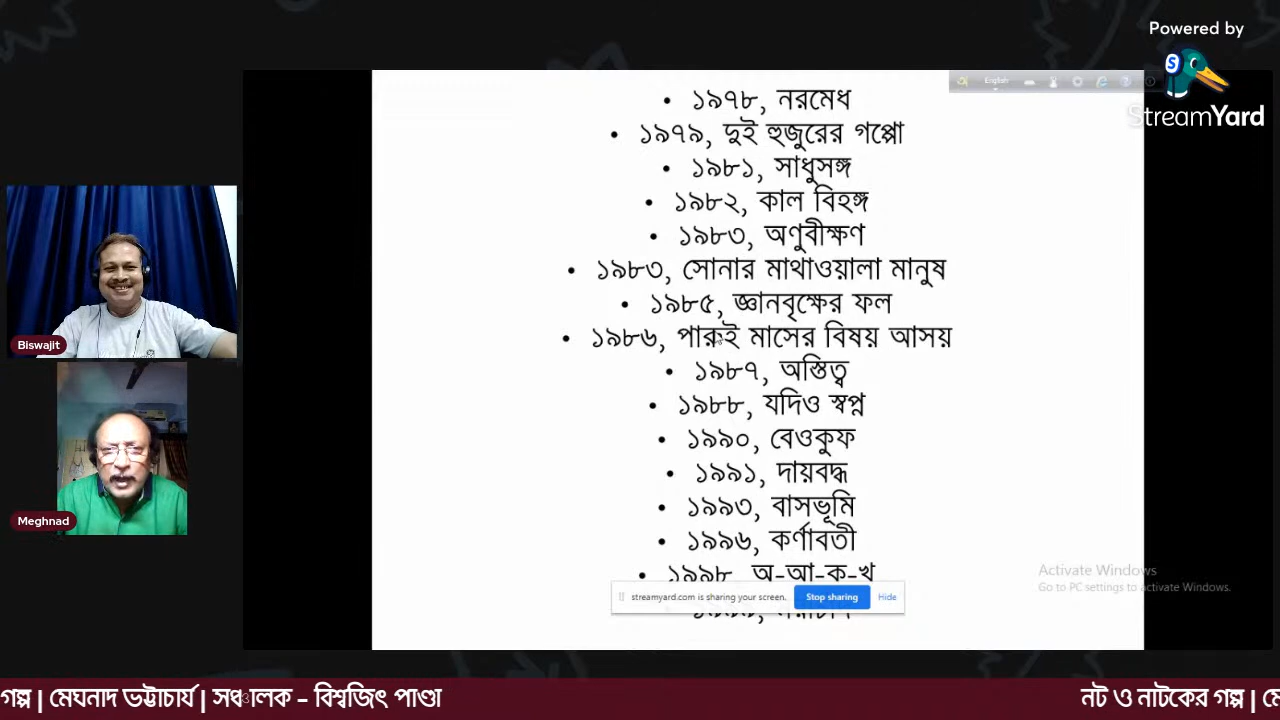 Powered by
StreamYard
English
• ১৯৭৮, নরমেধ
• ১৯৭৯, দুই হুজুরের গপ্পো
• ১৯৮১, সাধুসঙ্গ
• ১৯৮২, কাল বিহঙ্গ
• ১৯৮৩, অণুবীক্ষণ
• ১৯৮৩, সোনার মাথাওয়ালা মানুষ
• ১৯৮৫, জ্ঞানবৃক্ষের ফল
• ১৯৮৬, পারুই মাসের বিষয় আসয়
• ১৯৮৭, অস্তিত্ব
• ১৯৮৮, যদিও স্বপ্ন
• ১৯৯০, বেওকুফ
• ১৯৯১, দায়বদ্ধ
• ১৯৯৩, বাসভূমি
• ১৯৯৬, কর্ণাবতী
• ১৯৯৮, অ-আ-ক-খ
streamyard.com is sharing your screen. Stop sharing Hide
Activate Windows
Go to PC settings to activate Windows.
Biswajit
Meghnad
গল্প | মেঘনাদ ভট্টাচার্য | সঞ্চালক – বিশ্বজিৎ পাণ্ডা
নট ও নাটকের গল্প | মে